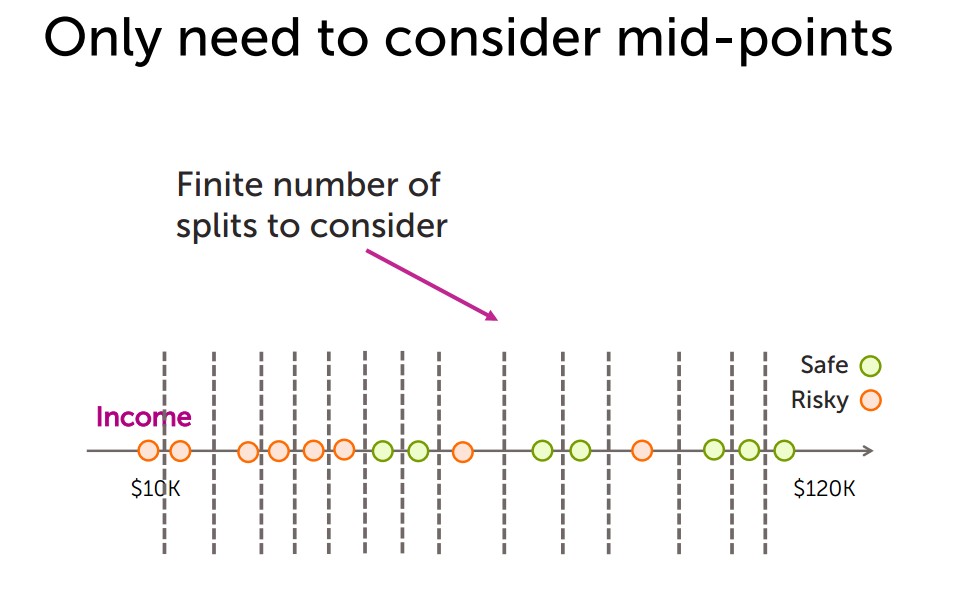 Only need to consider mid-points
Finite number of
splits to consider
Safe
Risky
Income
$10K
$120K